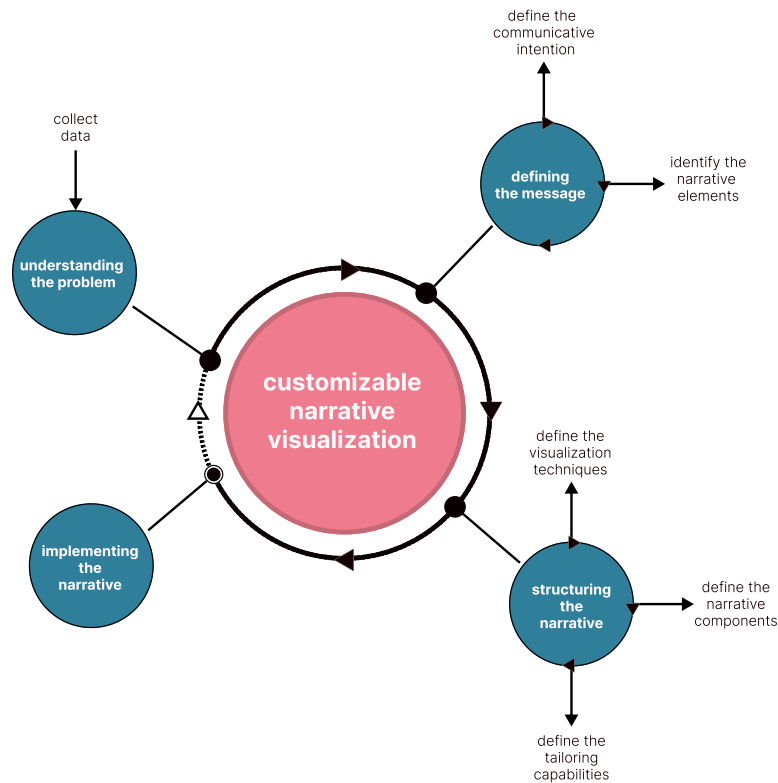 define the
communicative
intention
collect
data
defining
the message
identify the
narrative
elements
understanding
the problem
customizable
narrative
visualization
define the
visualization
techniques
implementing
the
narrative
structuring
the
narrative
define the
narrative
components
define the
tailoring
capabilities